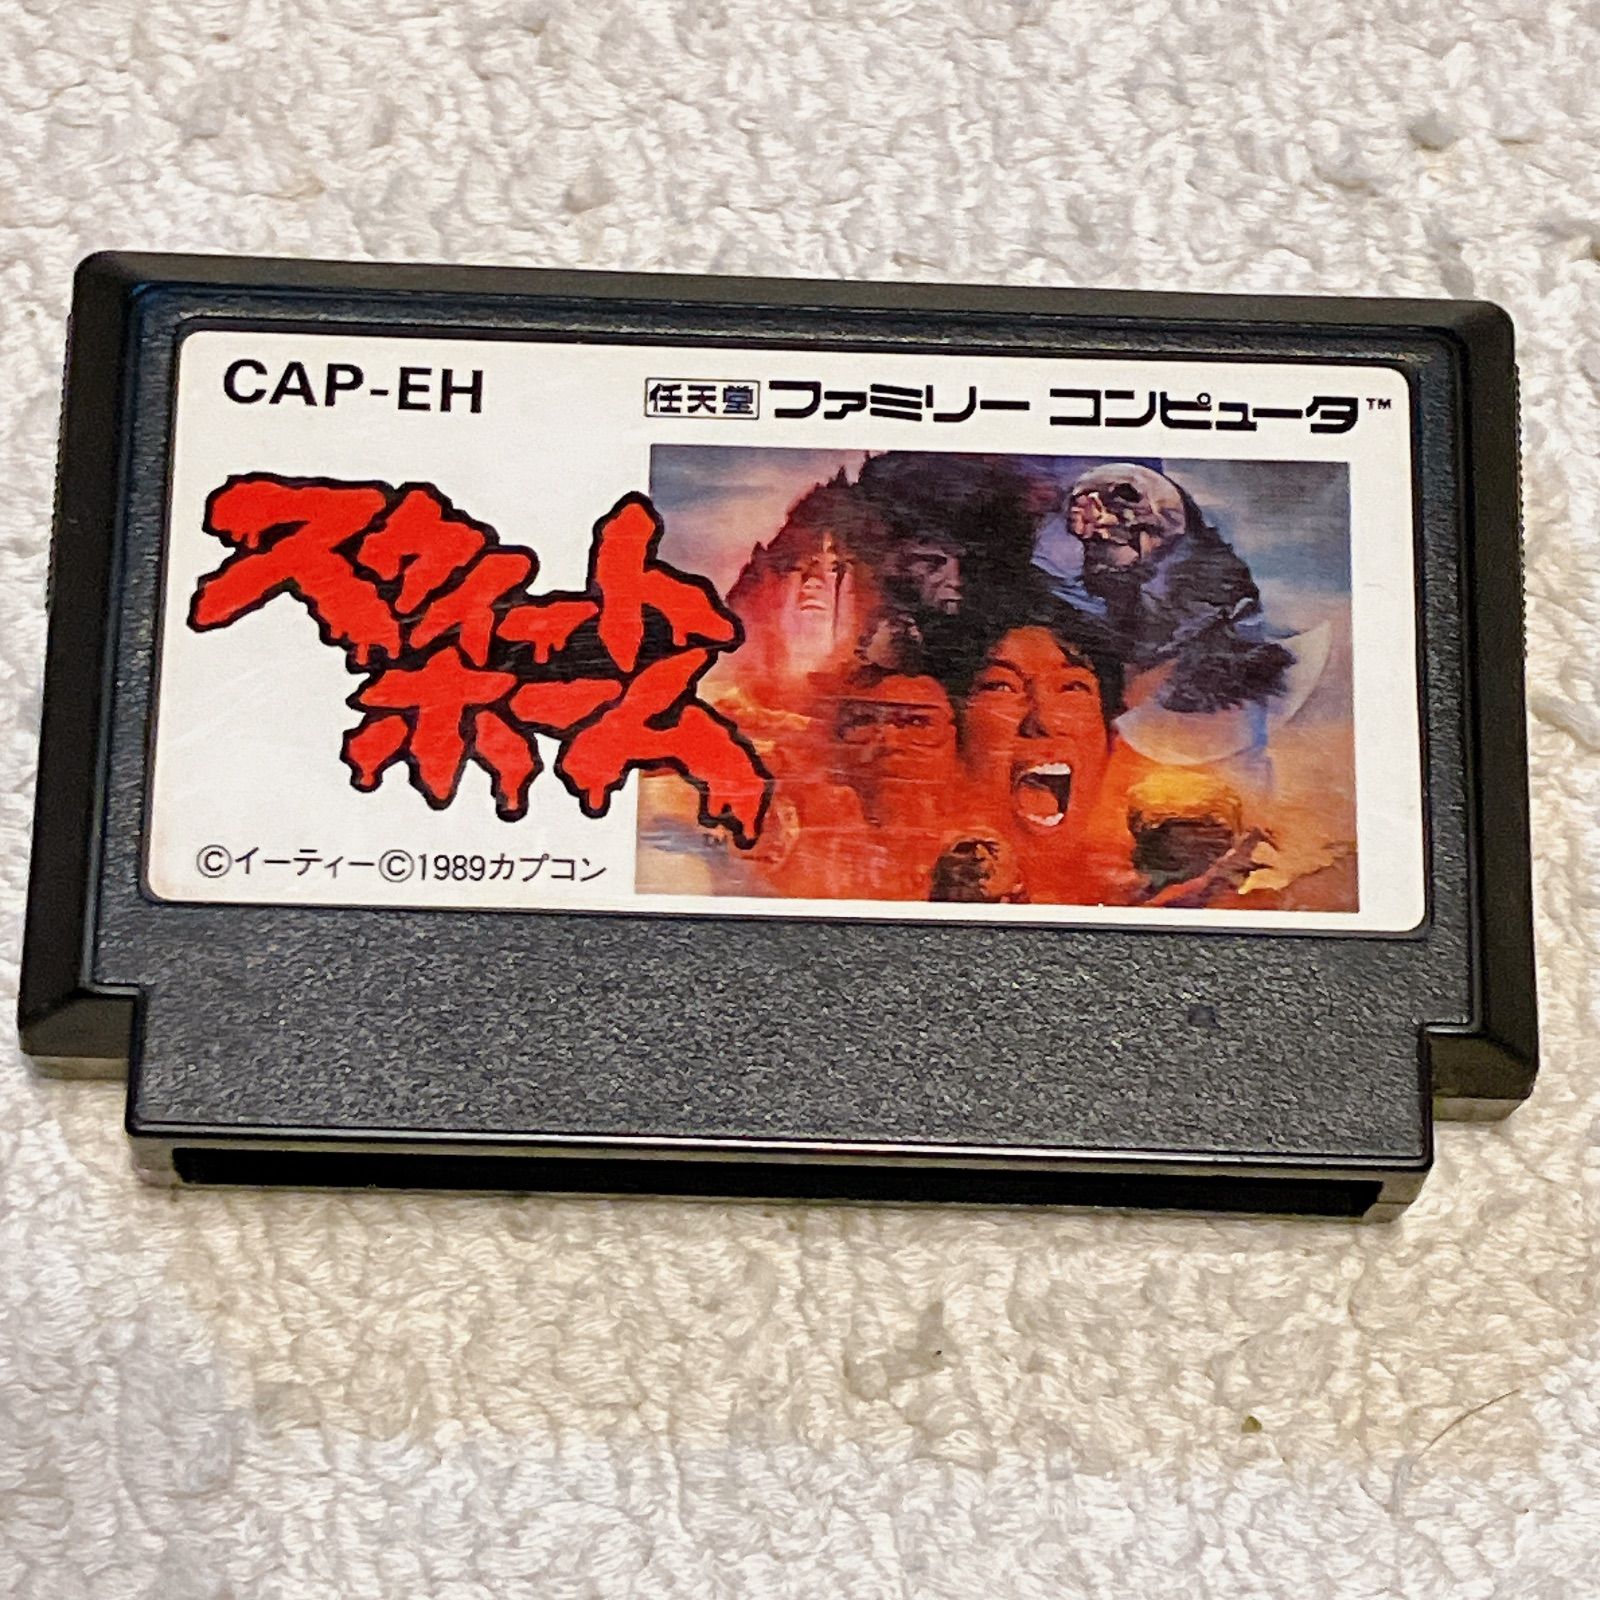 CAP-EH
任天堂 ファミリー コンピュータ™
スウィート
ホーム
©イーティー©1989カプコン